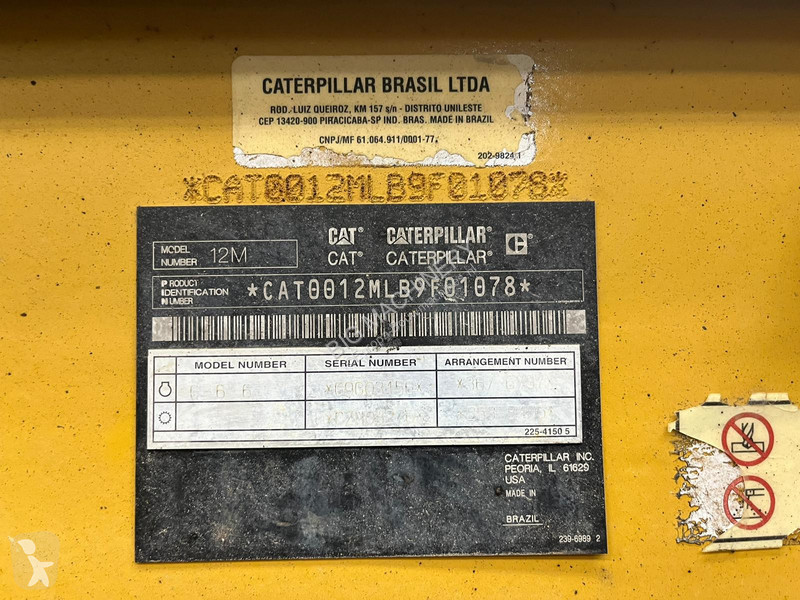 CATERPILLAR BRASIL LTDA
ROD. LUIZ QUEIROZ, KM 157 s/n - DISTRITO UNILESTE
CEP 13420-900 PIRACICABA-SP IND. BRAS. MADE IN BRAZIL
CNPJ/MF 61.064.911/0001-77.
202-9824 1
*CAT0012MLB9F01078*
CAT® CATERPILLAR®
MODEL NUMBER 12M
CAT® CATERPILLAR®
PRODUCT IDENTIFICATION NUMBER *CAT0012MLB9F01078*
BIG MACHINERY
MODEL NUMBER SERIAL NUMBER ARRANGEMENT NUMBER
225-4150 5
CATERPILLAR INC.
PEORIA, IL 61629
USA
MADE IN
BRAZIL
239-6989 2